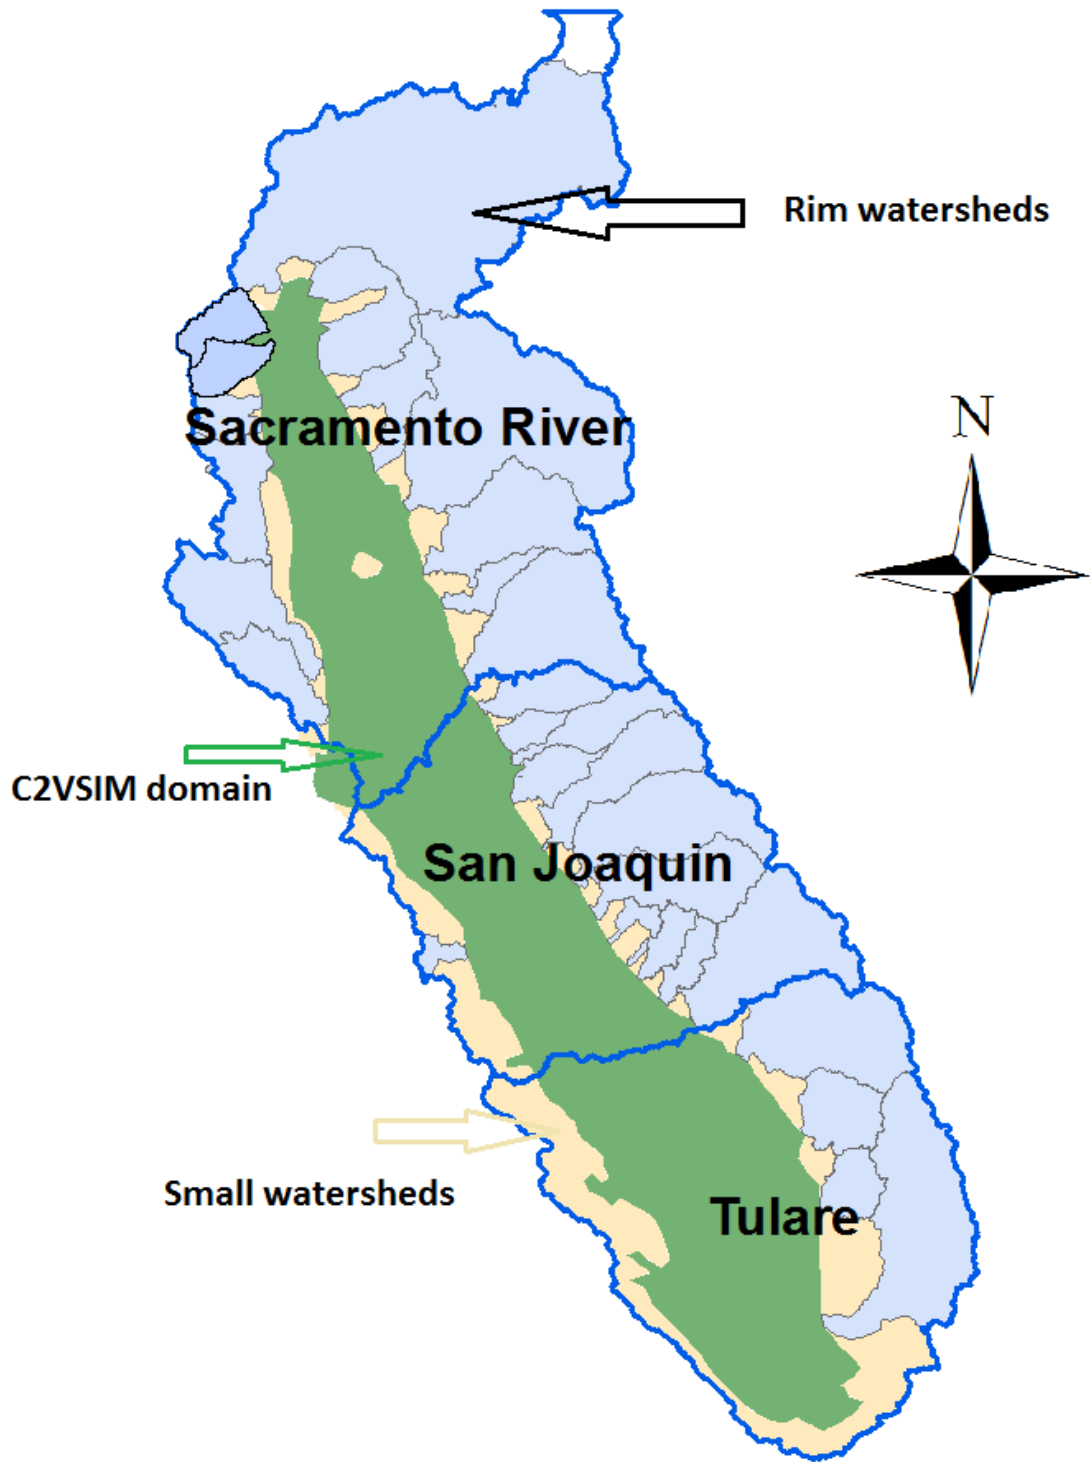 Rim watersheds
N
Sacramento River
C2VSIM domain
San Joaquin
Small watersheds
Tulare